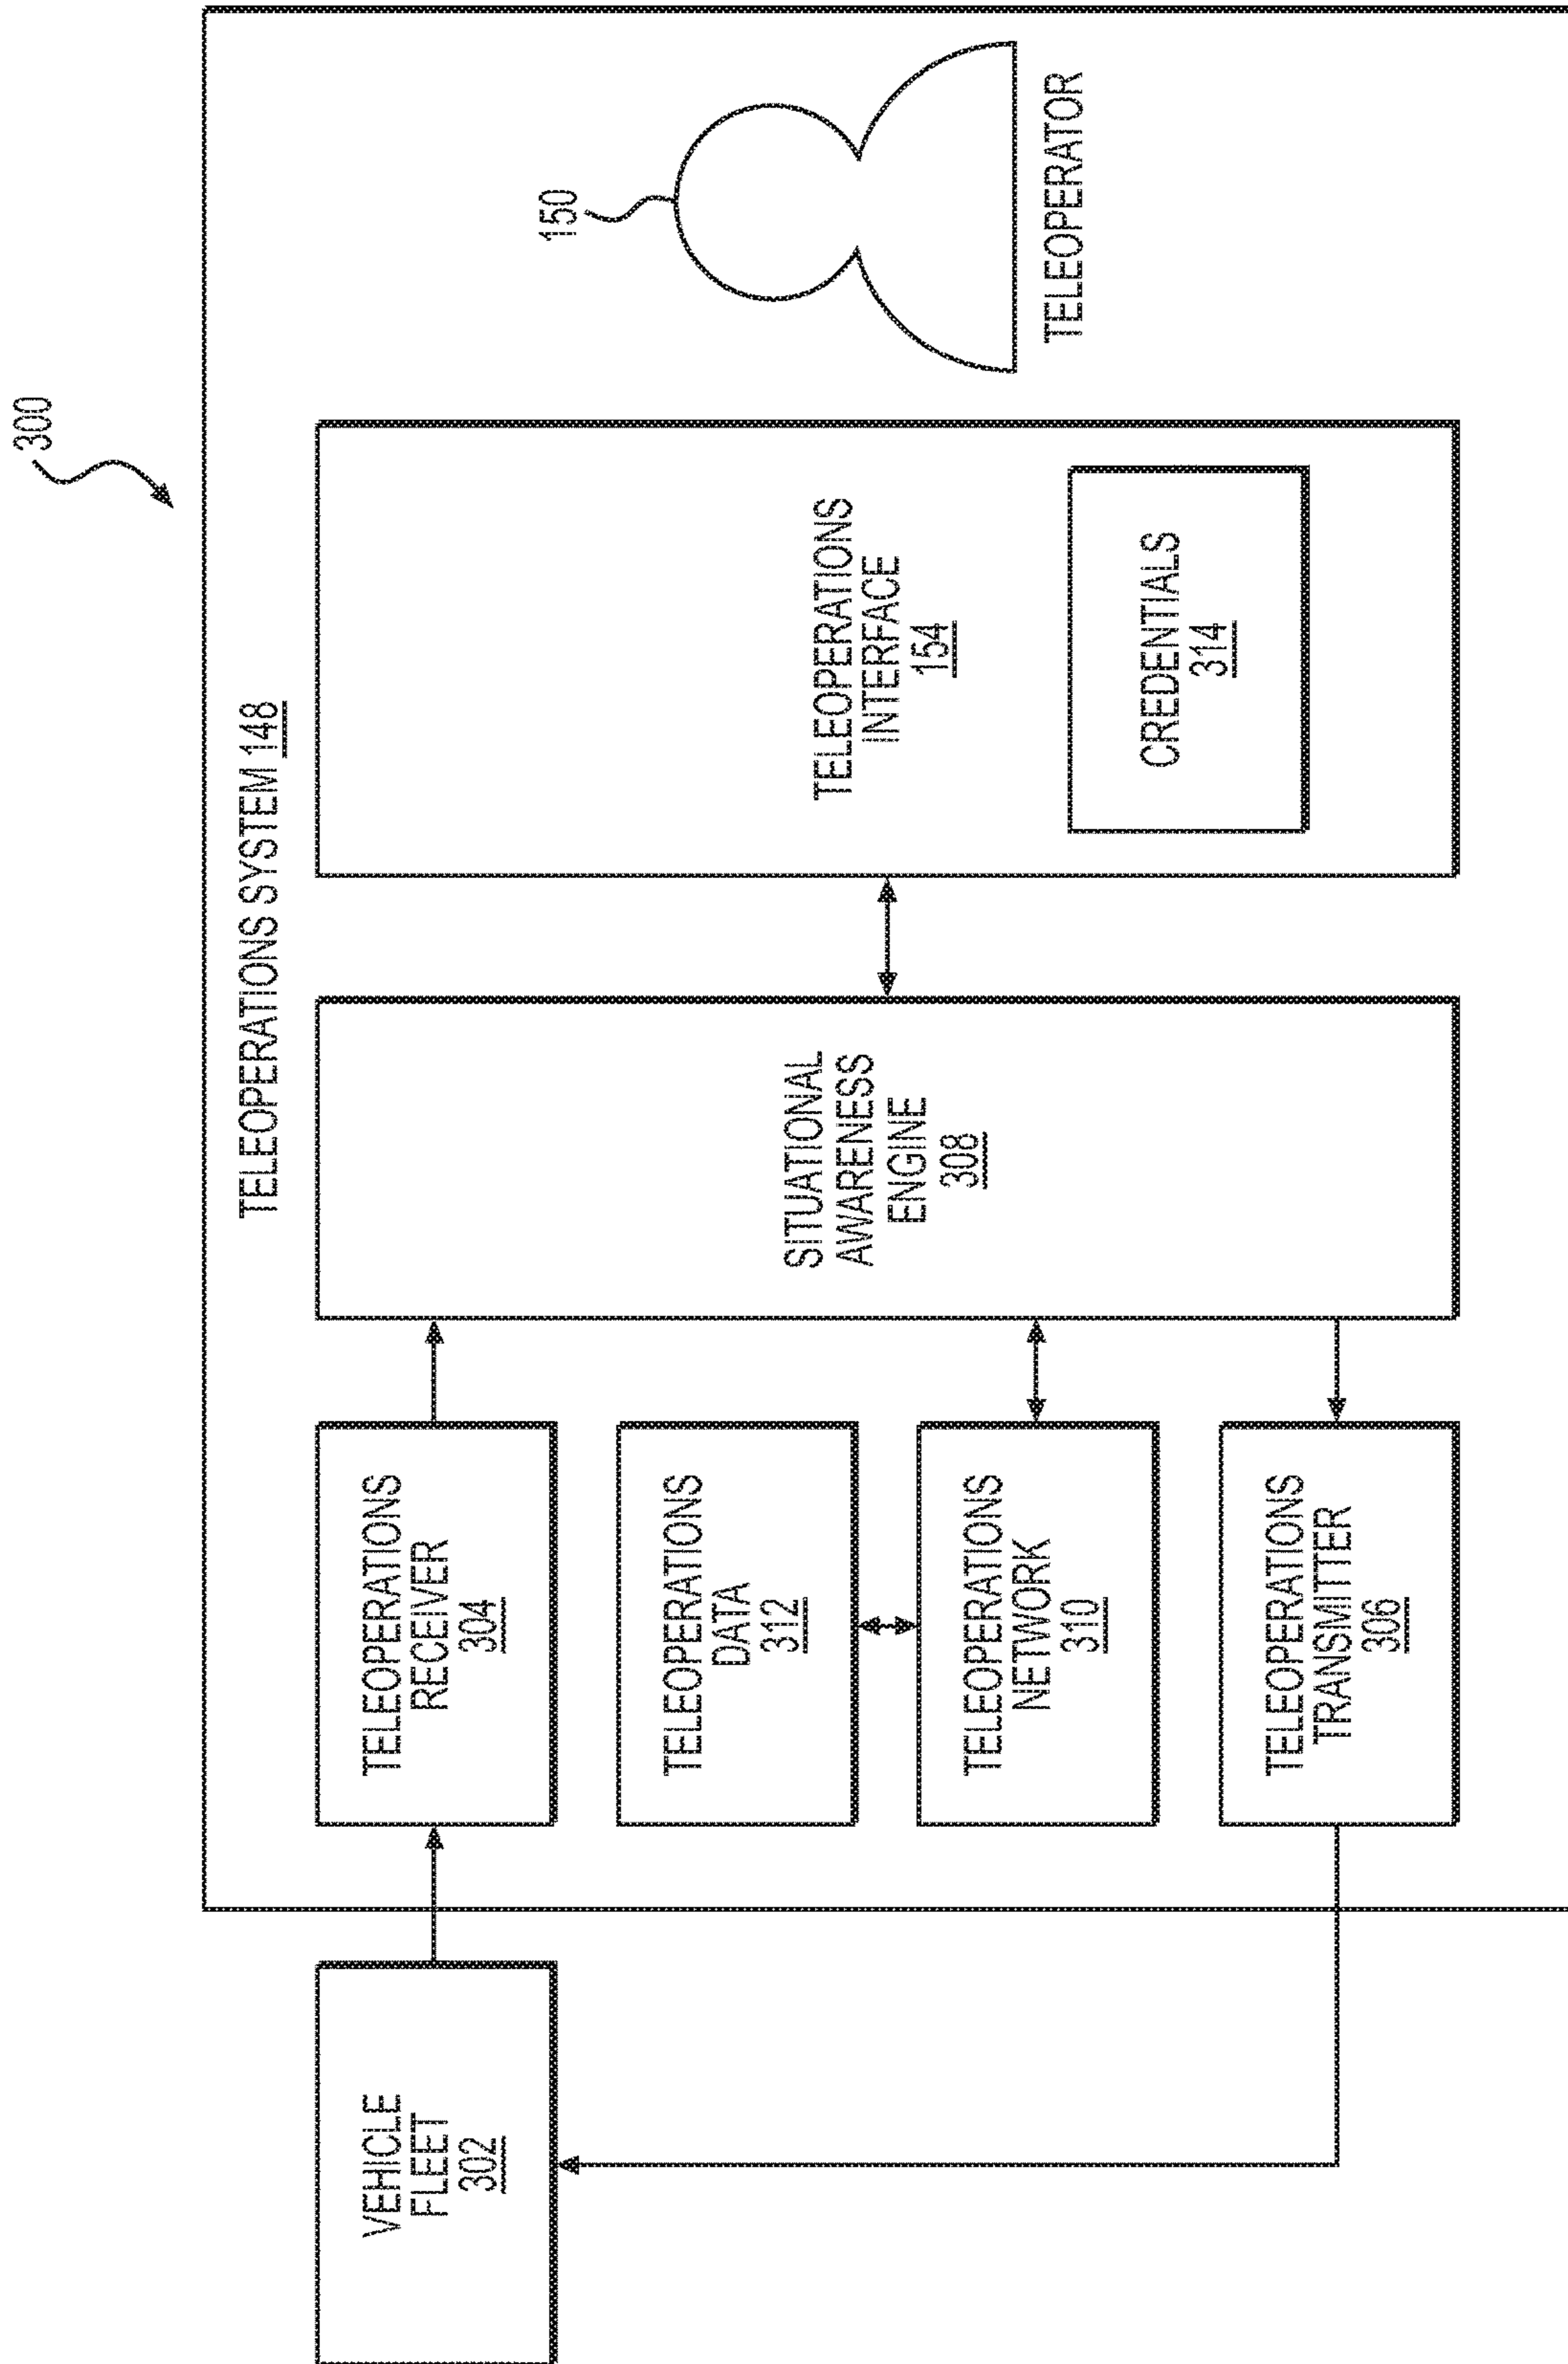 300
TELEOPERATIONS SYSTEM 148
VEHICLE
FLEET
302
TELEOPERATIONS
RECEIVER
304
TELEOPERATIONS
DATA
312
TELEOPERATIONS
NETWORK
310
TELEOPERATIONS
TRANSMITTER
306
SITUATIONAL
AWARENESS
ENGINE
308
TELEOPERATIONS
INTERFACE
154
CREDENTIALS
314
150
TELEOPERATOR